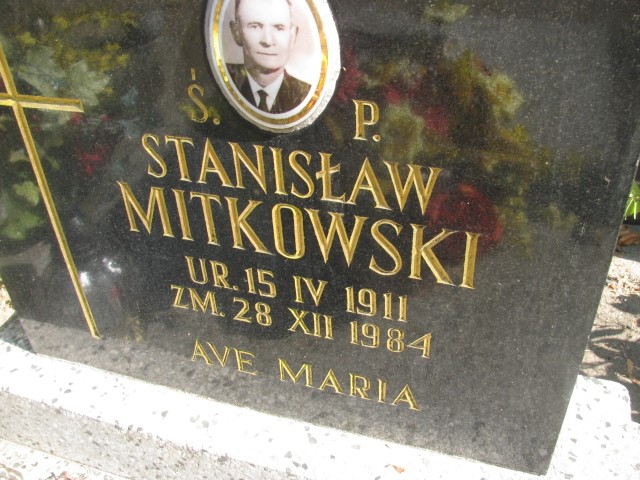 Ś. P.
STANISŁAW
MITKOWSKI
UR. 15 IV 1911
ZM. 28 XII 1984
AVE MARIA